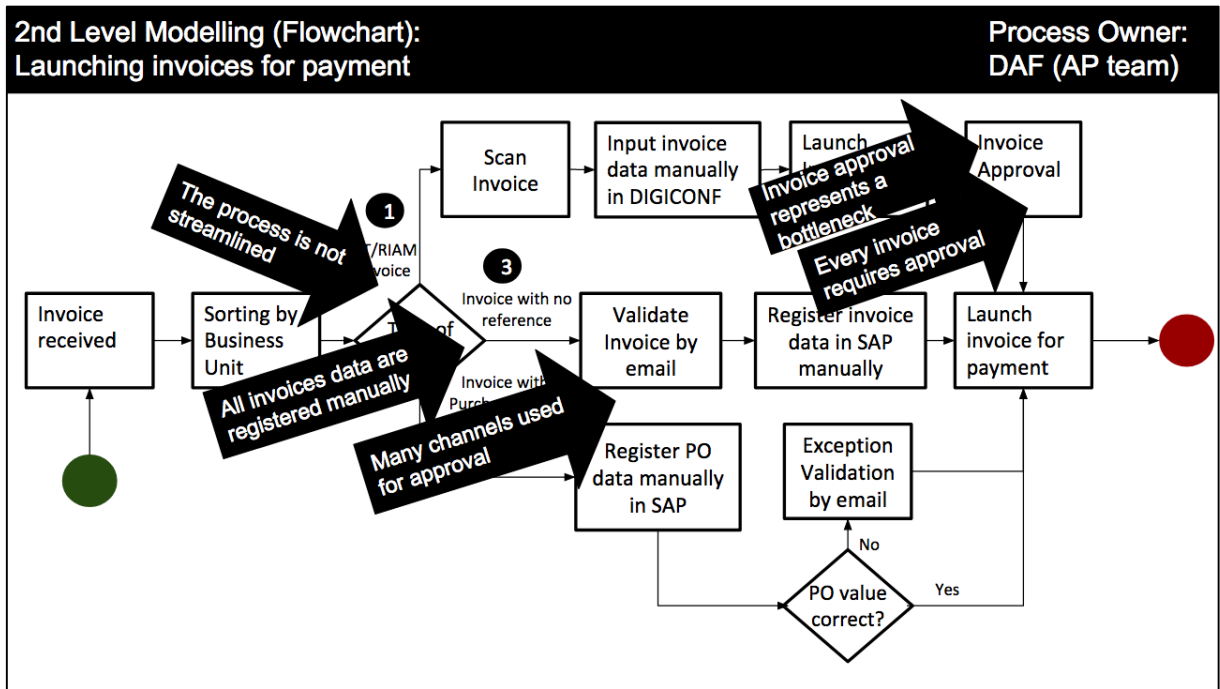 2nd Level Modelling (Flowchart):
Launching invoices for payment
Process Owner:
DAF (AP team)
Scan
Invoice
Input invoice
data manually
in DIGICONF
Launch
Invoice
Approval
Invoice approval
represents a
bottleneck
Every invoice
requires approval
The process is not
streamlined
1
/RIAM
3
Invoice with no
reference
Invoice
received
Sorting by
Business
Unit
of
Validate
Invoice by
email
Register invoice
data in SAP
manually
Launch
invoice for
payment
All invoices data are
registered manually
Invoice with
Many channels used
for approval
Register PO
data manually
in SAP
Exception
Validation
by email
No
PO value
correct?
Yes